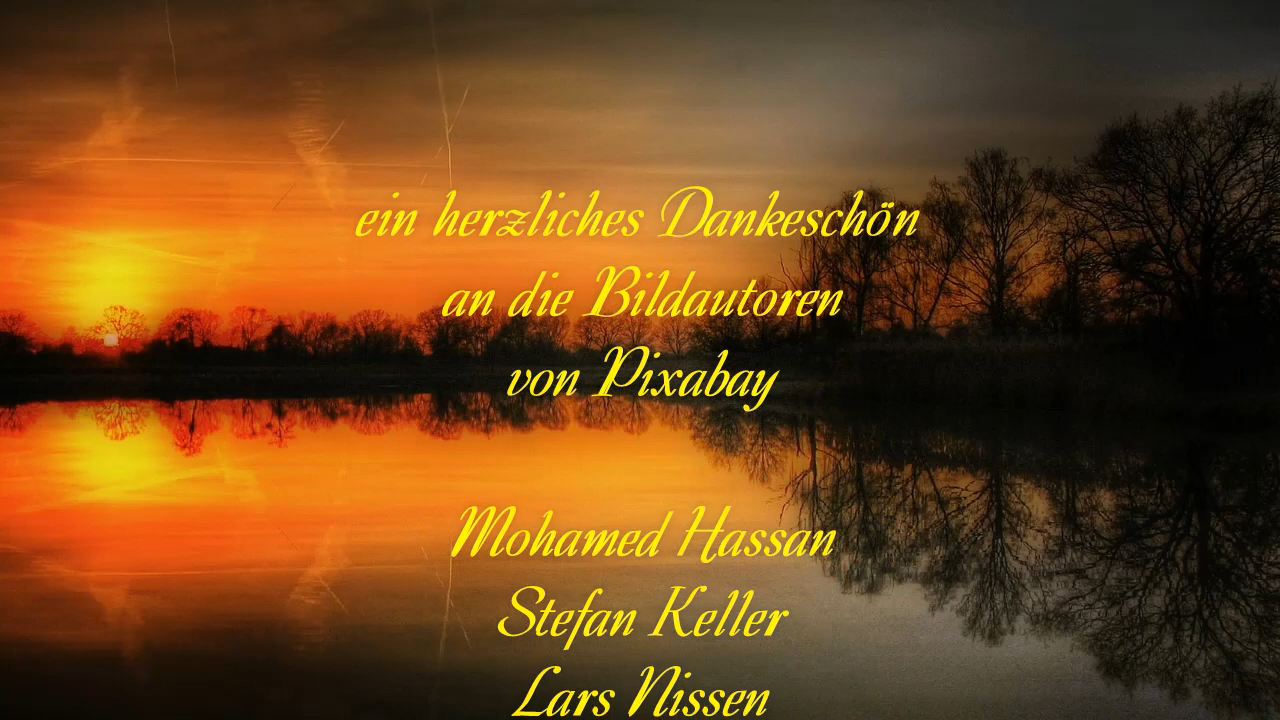 ein herzliches Dankeschön
an die Bildautoren
von Pixabay
Mohamed Hassan
Stefan Keller
Lars Nissen